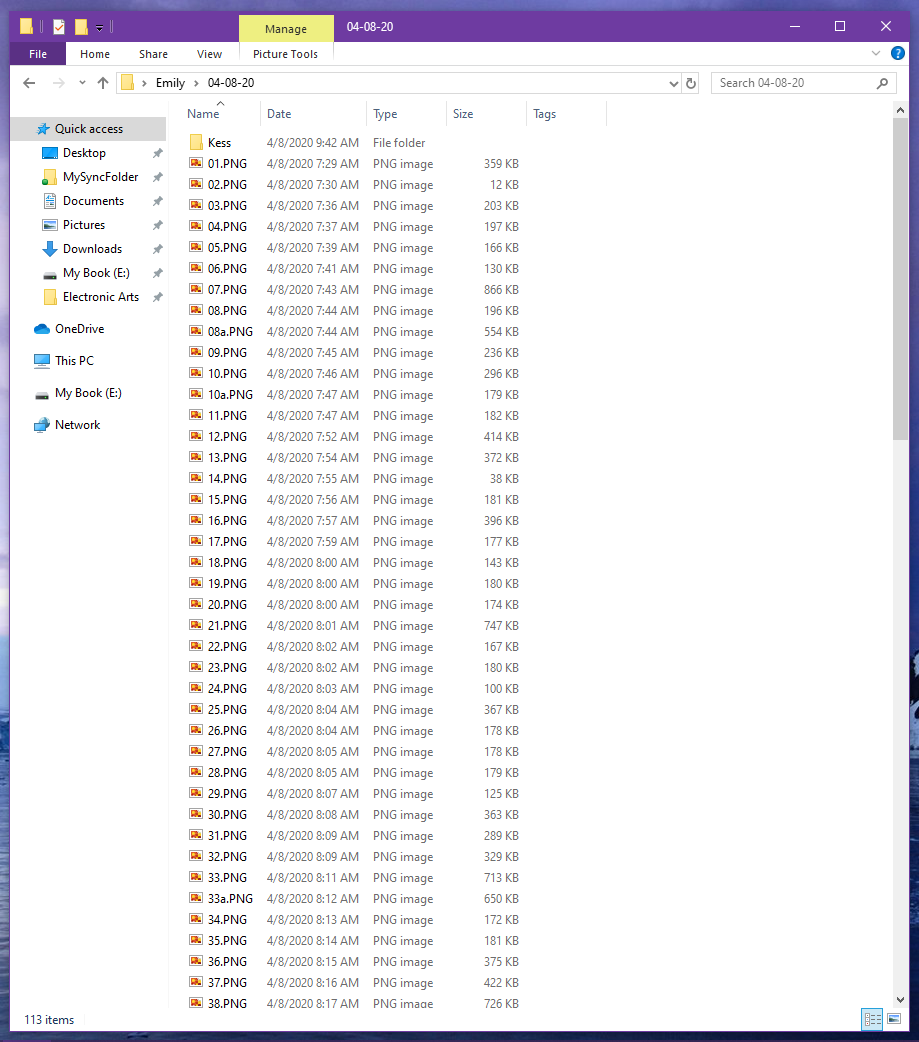 Manage 04-08-20
File Home Share View Picture Tools
Emily 04-08-20 Search 04-08-20
Name Date Type Size Tags
Quick access
Desktop
MySyncFolder
Documents
Pictures
Downloads
My Book (E:)
Electronic Arts
OneDrive
This PC
My Book (E:)
Network
Kess 4/8/2020 9:42 AM File folder
01.PNG 4/8/2020 7:29 AM PNG image 359 KB
02.PNG 4/8/2020 7:30 AM PNG image 12 KB
03.PNG 4/8/2020 7:36 AM PNG image 203 KB
04.PNG 4/8/2020 7:37 AM PNG image 197 KB
05.PNG 4/8/2020 7:39 AM PNG image 166 KB
06.PNG 4/8/2020 7:41 AM PNG image 130 KB
07.PNG 4/8/2020 7:43 AM PNG image 866 KB
08.PNG 4/8/2020 7:44 AM PNG image 196 KB
08a.PNG 4/8/2020 7:44 AM PNG image 554 KB
09.PNG 4/8/2020 7:45 AM PNG image 236 KB
10.PNG 4/8/2020 7:46 AM PNG image 296 KB
10a.PNG 4/8/2020 7:47 AM PNG image 179 KB
11.PNG 4/8/2020 7:47 AM PNG image 182 KB
12.PNG 4/8/2020 7:52 AM PNG image 414 KB
13.PNG 4/8/2020 7:54 AM PNG image 372 KB
14.PNG 4/8/2020 7:55 AM PNG image 38 KB
15.PNG 4/8/2020 7:56 AM PNG image 181 KB
16.PNG 4/8/2020 7:57 AM PNG image 396 KB
17.PNG 4/8/2020 7:59 AM PNG image 177 KB
18.PNG 4/8/2020 8:00 AM PNG image 143 KB
19.PNG 4/8/2020 8:00 AM PNG image 180 KB
20.PNG 4/8/2020 8:00 AM PNG image 174 KB
21.PNG 4/8/2020 8:01 AM PNG image 747 KB
22.PNG 4/8/2020 8:02 AM PNG image 167 KB
23.PNG 4/8/2020 8:02 AM PNG image 180 KB
24.PNG 4/8/2020 8:03 AM PNG image 100 KB
25.PNG 4/8/2020 8:04 AM PNG image 367 KB
26.PNG 4/8/2020 8:04 AM PNG image 178 KB
27.PNG 4/8/2020 8:05 AM PNG image 178 KB
28.PNG 4/8/2020 8:05 AM PNG image 179 KB
29.PNG 4/8/2020 8:07 AM PNG image 125 KB
30.PNG 4/8/2020 8:08 AM PNG image 363 KB
31.PNG 4/8/2020 8:09 AM PNG image 289 KB
32.PNG 4/8/2020 8:09 AM PNG image 329 KB
33.PNG 4/8/2020 8:11 AM PNG image 713 KB
33a.PNG 4/8/2020 8:12 AM PNG image 650 KB
34.PNG 4/8/2020 8:13 AM PNG image 172 KB
35.PNG 4/8/2020 8:14 AM PNG image 181 KB
36.PNG 4/8/2020 8:15 AM PNG image 375 KB
37.PNG 4/8/2020 8:16 AM PNG image 422 KB
38.PNG 4/8/2020 8:17 AM PNG image 726 KB
113 items